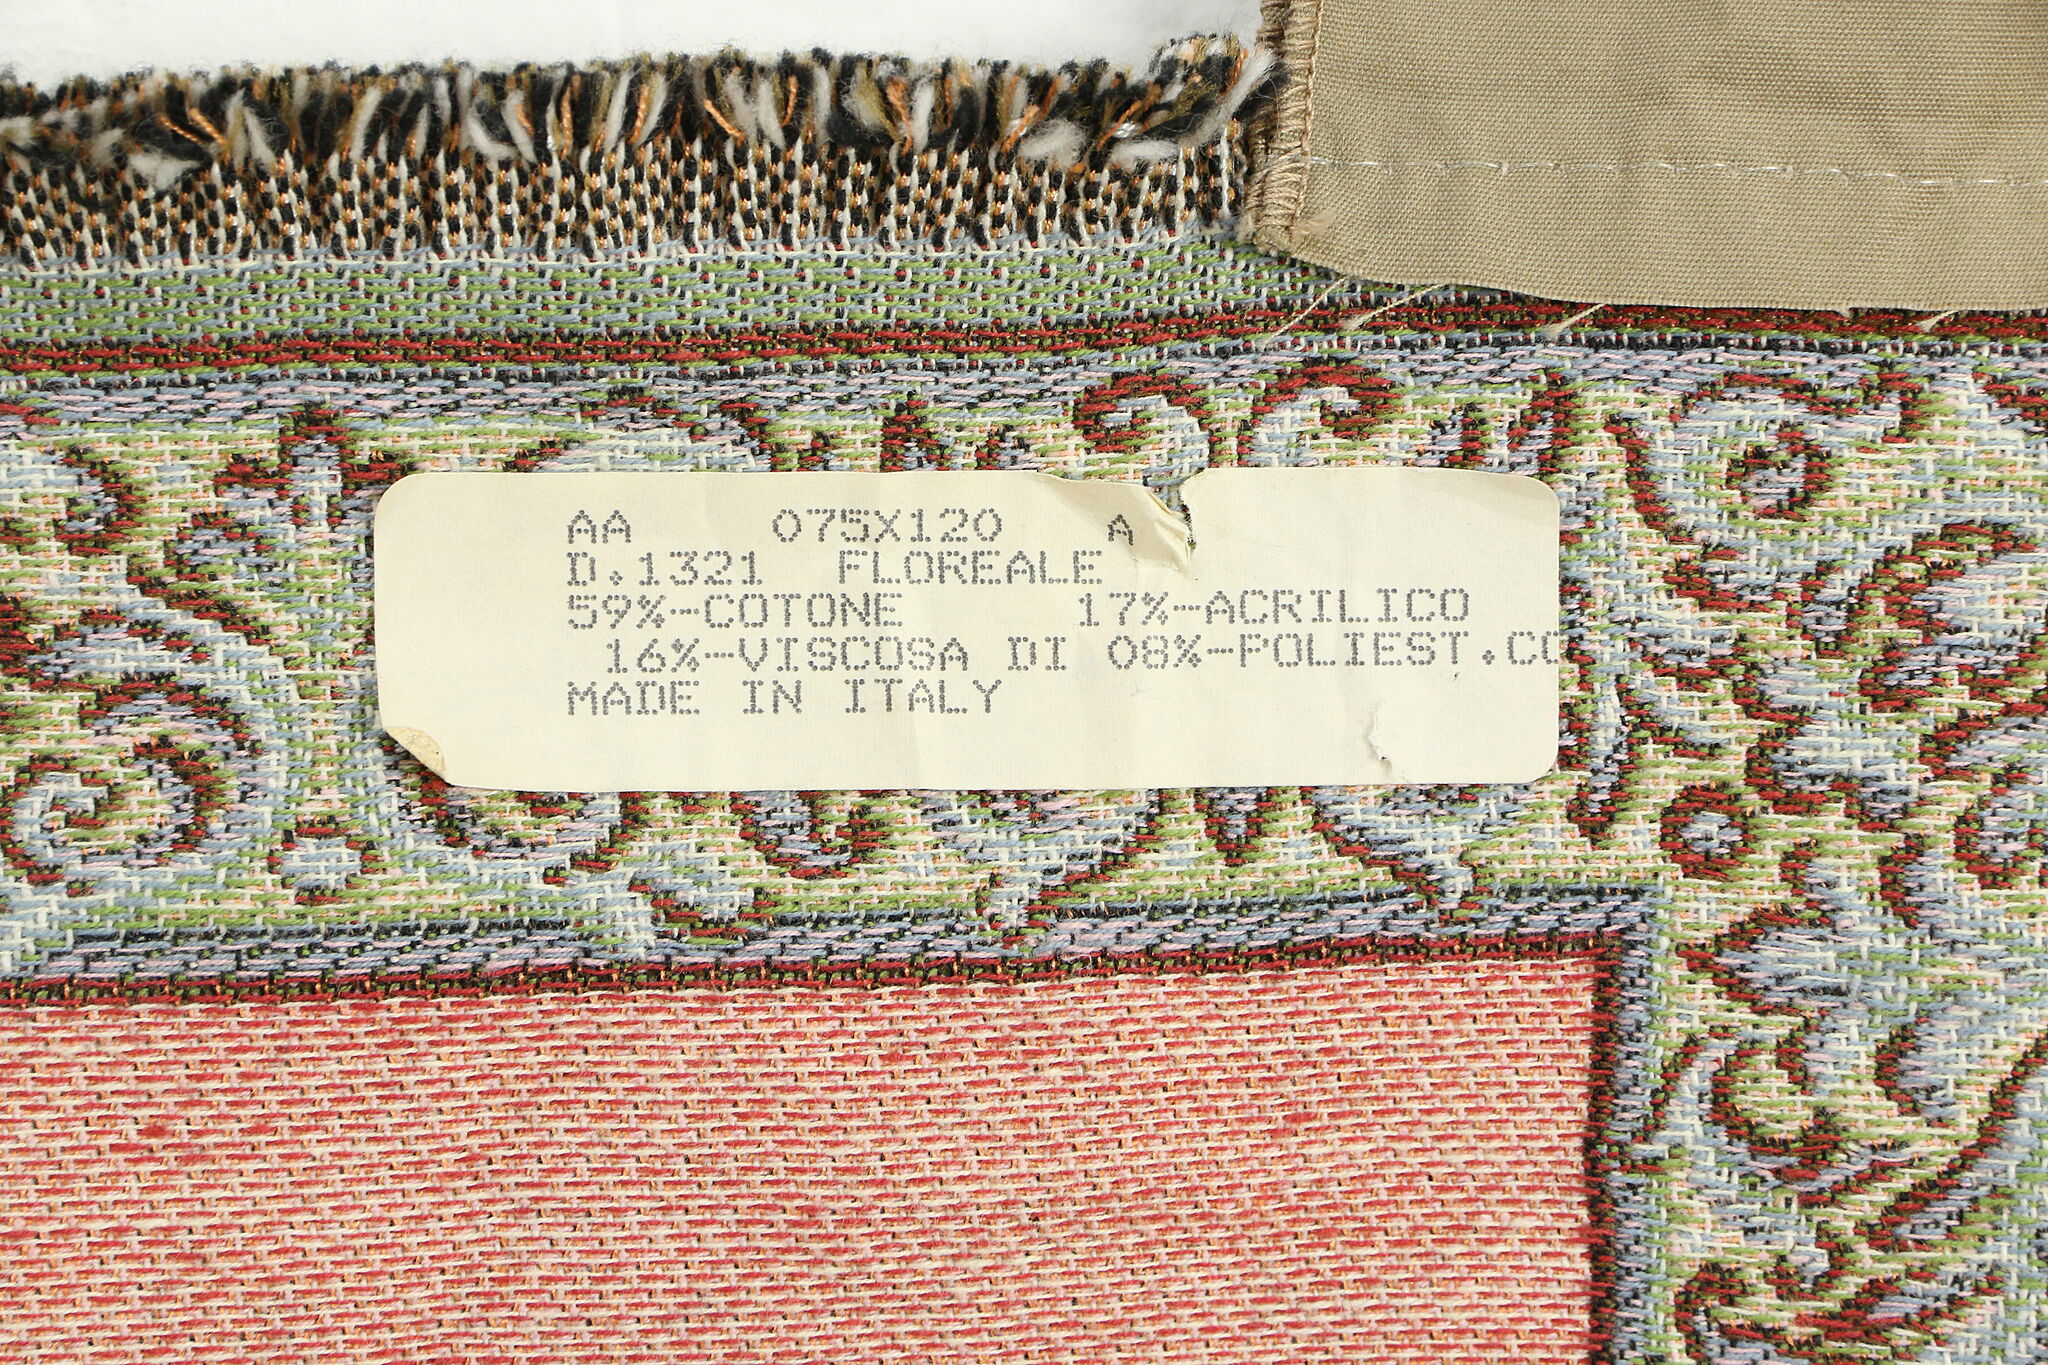 AA 075X120 A
D.1321 FLOREALE
59%-COTONE 17%-ACRILICO
16%-VISCOSA DI 08%-POLIEST.CO
MADE IN ITALY